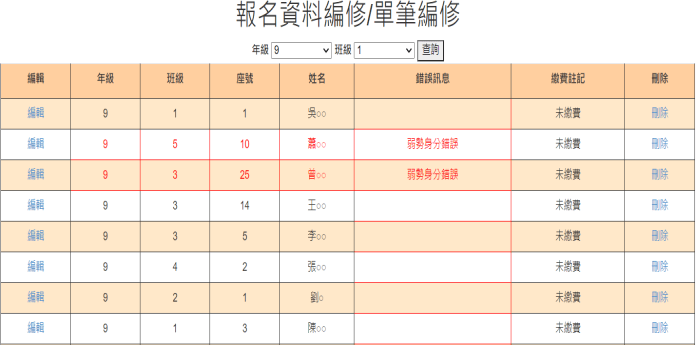 報名資料編修/單筆編修
年級 9 班級 1 查詢
編輯 年級 班級 座號 姓名 錯誤訊息 繳費註記 刪除
編輯 9 1 1 吳○○ 未繳費 刪除
編輯 9 5 10 蕭○○ 弱勢身分錯誤 未繳費 刪除
編輯 9 3 25 曾○○ 弱勢身分錯誤 未繳費 刪除
編輯 9 3 14 王○○ 未繳費 刪除
編輯 9 3 5 李○○ 未繳費 刪除
編輯 9 4 2 張○○ 未繳費 刪除
編輯 9 2 1 劉○ 未繳費 刪除
編輯 9 1 3 陳○○ 未繳費 刪除